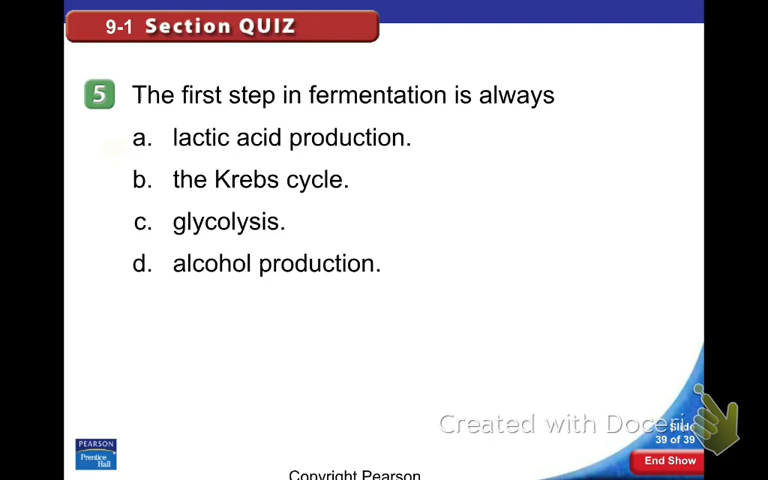 9-1 Section QUIZ
5 The first step in fermentation is always
a. lactic acid production.
b. the Krebs cycle.
c. glycolysis.
d. alcohol production.
Created with Doceri
Slide
39 of 39
End Show
PEARSON
Prentice
Hall
Copyright Pearson